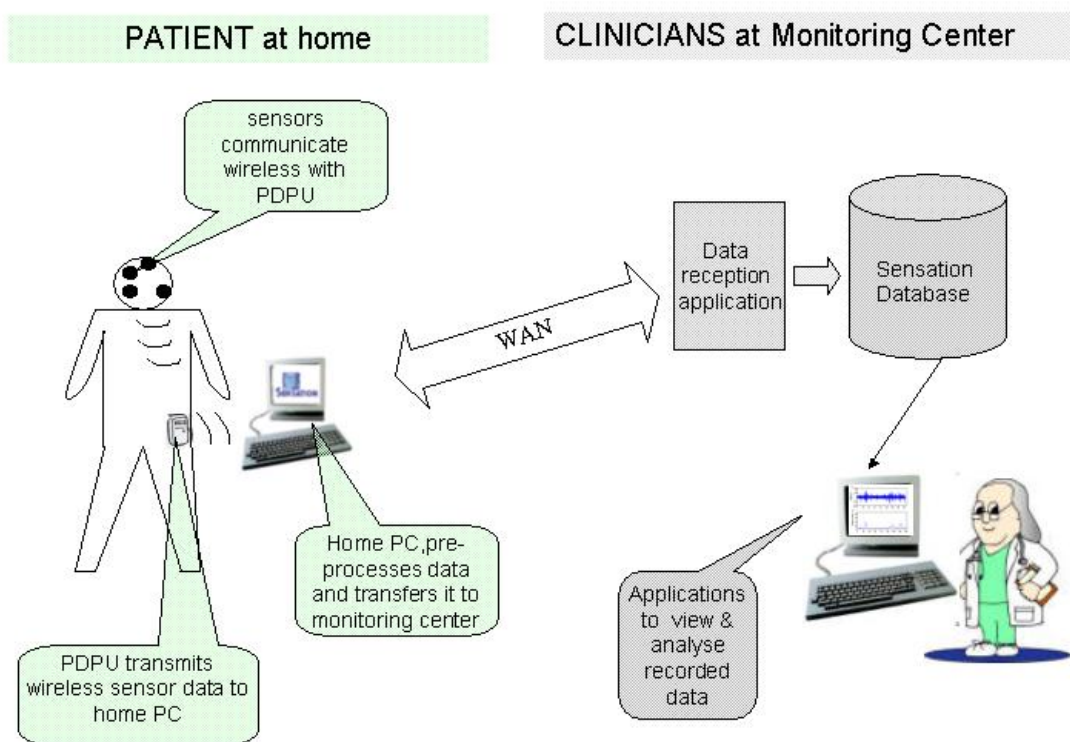 PATIENT at home
CLINICIANS at Monitoring Center
sensors
communicate
wireless with
PDPU
Data
reception
application
Sensation
Database
WAN
SENSATION
Home PC,pre-
processes data
and transfers it to
monitoring center
Applications
to view &
analyse
recorded
data
PDPU transmits
wireless sensor data to
home PC